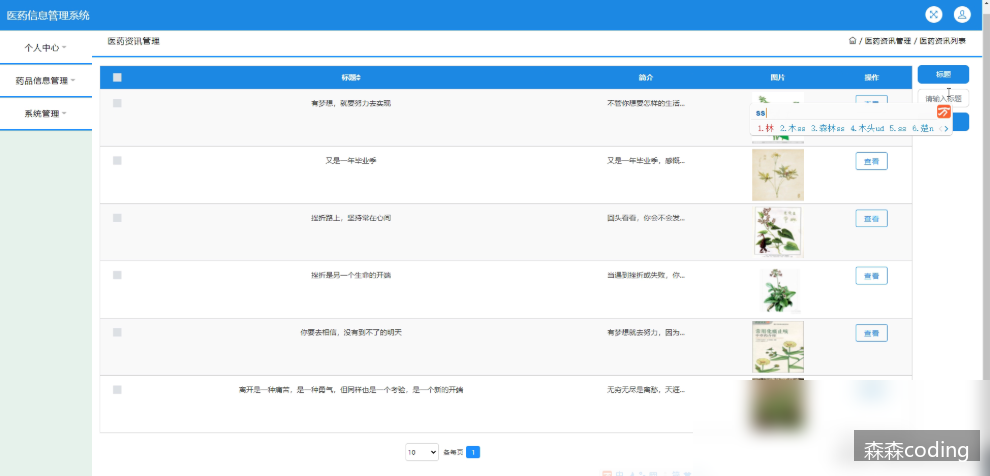 医药信息管理系统
个人中心
药品信息管理
系统管理
医药资讯管理
/ 医药资讯管理 / 医药资讯列表
标题 简介 图片 操作
标题
请输入标题
有梦想，就要努力去实现 不管你想要怎样的生活...
ss
1.林 2.木ss 3.森林ss 4.木头ud 5.ss 6.楚n
又是一年毕业季 又是一年毕业季，感慨... 查看
挫折路上，坚持常在心间 回头看看，你会不会发... 查看
挫折是另一个生命的开端 当遇到挫折或失败，你... 查看
你要去相信，没有到不了的明天 有梦想就去努力，因为... 查看
离开是一种痛苦，是一种勇气，但同样也是一个考验，是一个新的开端 无穷无尽是离愁，天涯...
10 条每页 1
森森coding